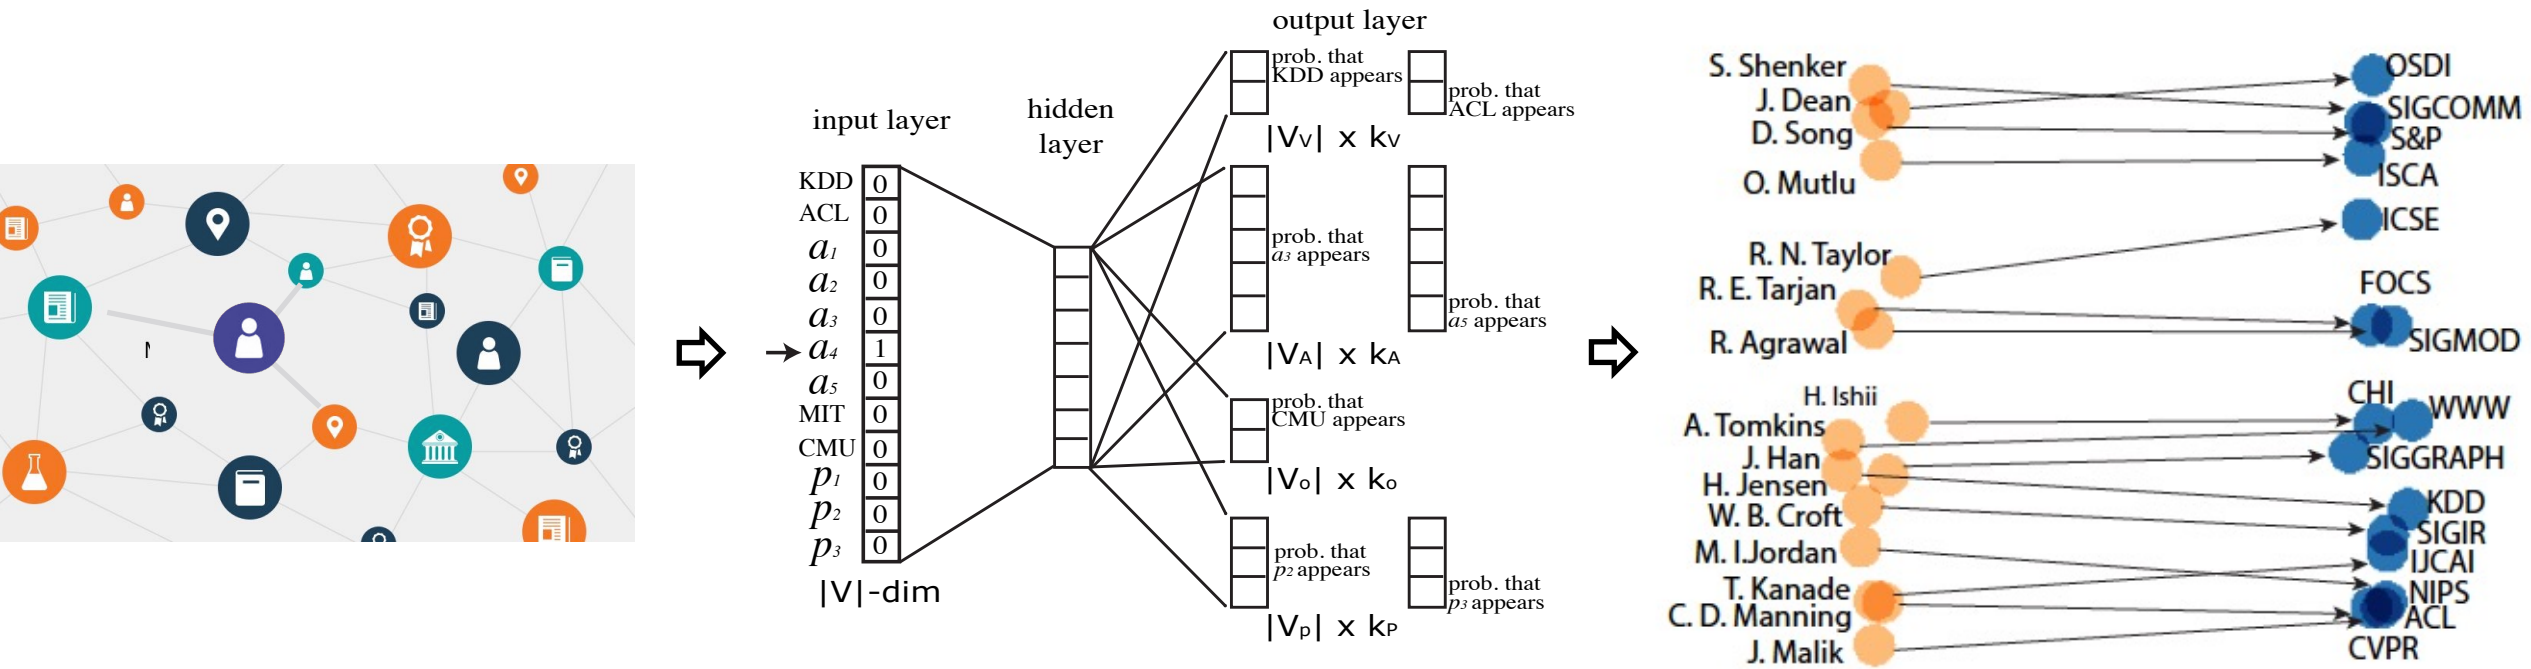 input layer
KDD 0
ACL 0
a1 0
a2 0
a3 0
a4 1
a5 0
MIT 0
CMU 0
p1 0
p2 0
p3 0
|V|-dim
hidden
layer
output layer
prob. that
KDD appears
prob. that
ACL appears
|VV| x kV
prob. that
a3 appears
prob. that
a5 appears
|VA| x kA
prob. that
CMU appears
|Vo| x ko
prob. that
p2 appears
prob. that
p3 appears
|Vp| x kP
S. Shenker
J. Dean
D. Song
O. Mutlu
R. N. Taylor
R. E. Tarjan
R. Agrawal
H. Ishii
A. Tomkins
J. Han
H. Jensen
W. B. Croft
M. I.Jordan
T. Kanade
C. D. Manning
J. Malik
OSDI
SIGCOMM
S&P
ISCA
ICSE
FOCS
SIGMOD
CHI
WWW
SIGGRAPH
KDD
SIGIR
IJCAI
NIPS
ACL
CVPR